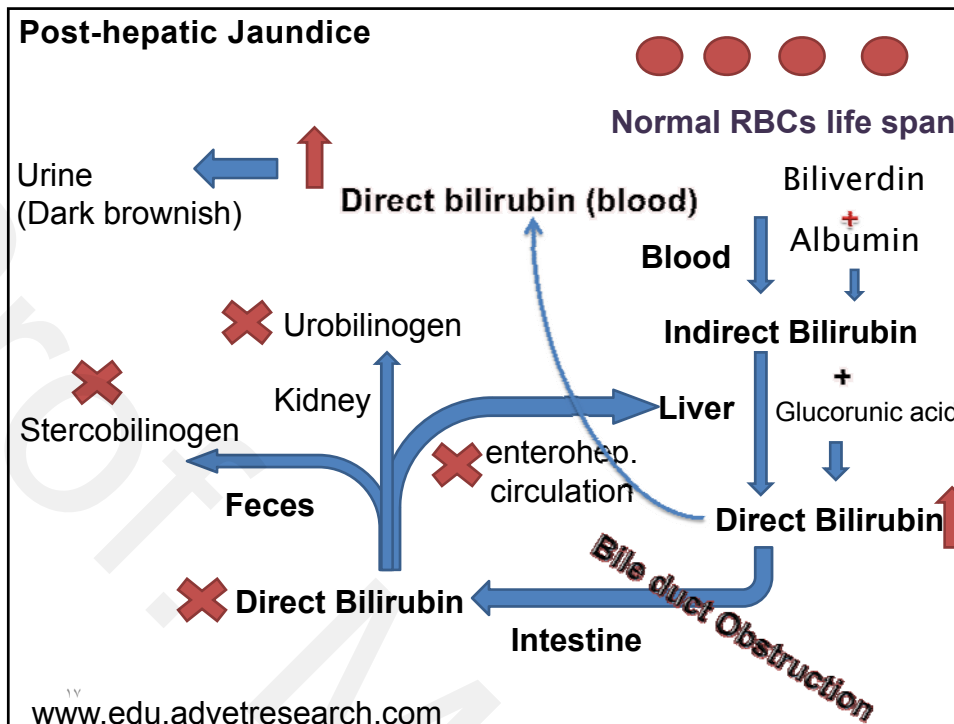 Post-hepatic Jaundice
Normal RBCs life span
Urine
(Dark brownish)
Direct bilirubin (blood)
Biliverdin
+
Albumin
Blood
Urobilinogen
Indirect Bilirubin
+
Kidney
Liver
Glucorunic acid
Stercobilinogen
enterohep.
circulation
Feces
Direct Bilirubin
Bile duct Obstruction
Direct Bilirubin
Intestine
١٧
www.edu.advetresearch.com
Prof. M